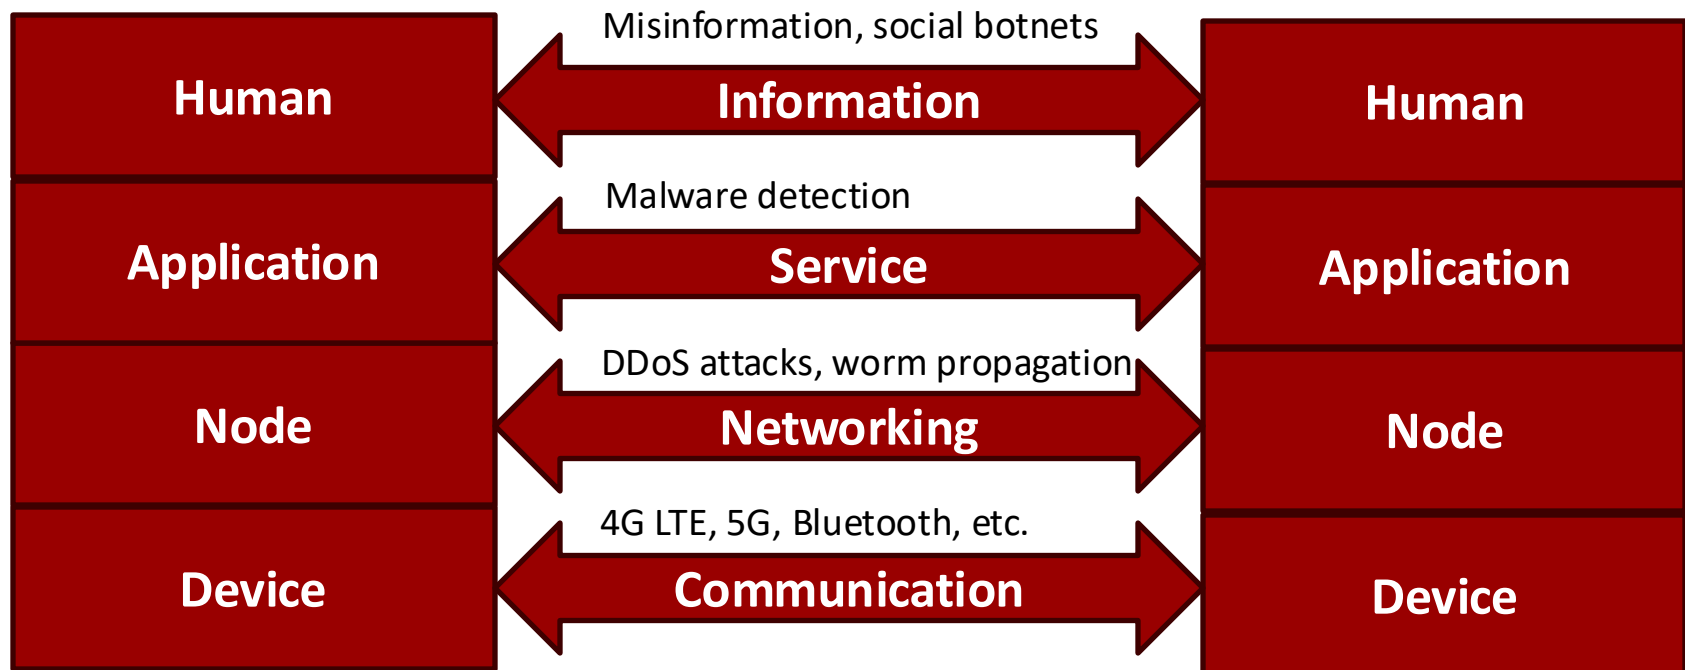 Misinformation, social botnets
Human
Information
Human
Malware detection
Application
Service
Application
DDoS attacks, worm propagation
Node
Networking
Node
4G LTE, 5G, Bluetooth, etc.
Device
Communication
Device